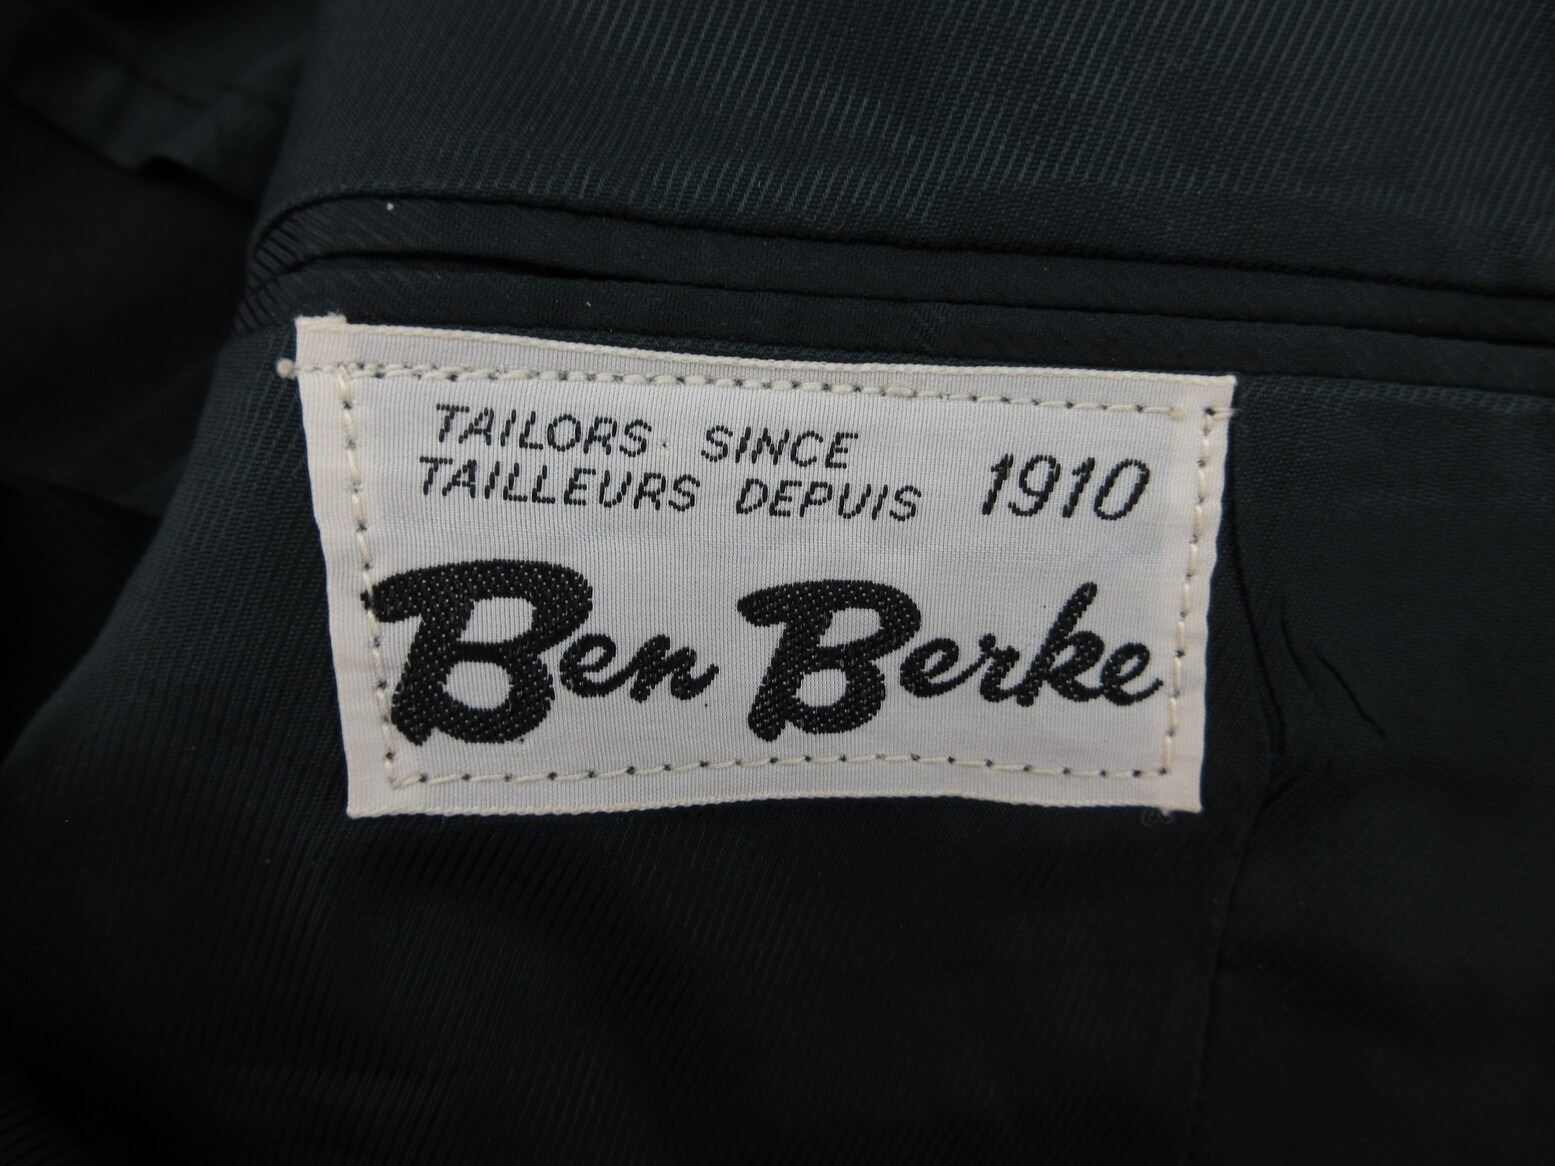 TAILORS SINCE
TAILLEURS DEPUIS 1910
Ben Berke